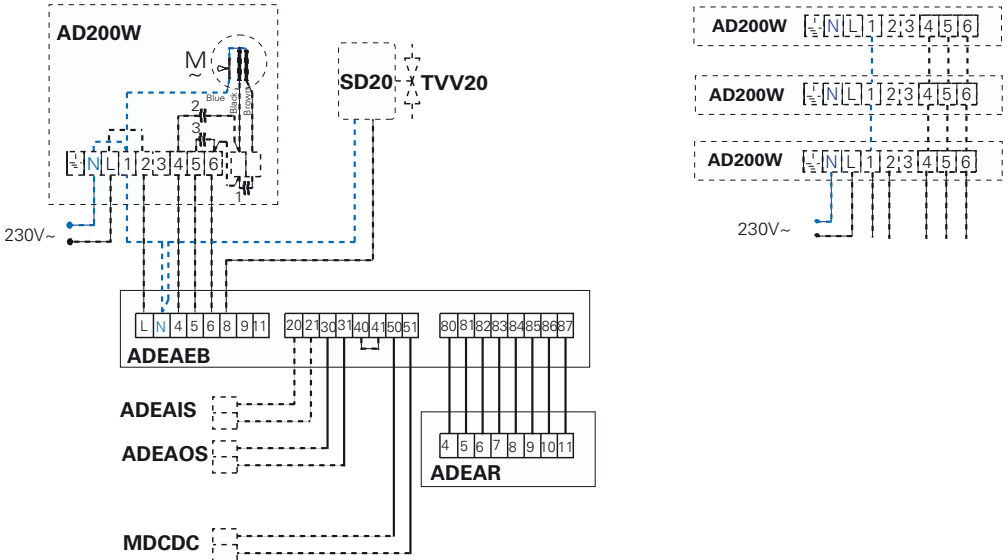 AD200W
M
~
Blue
Black
Brown
2
3
N L 1 2 3 4 5 6
1
230V~
SD20
TVV20
L N 4 5 6 8 9 11
20 21 30 31 40 41 50 51
80 81 82 83 84 85 86 87
ADEAEB
ADEAIS
ADEAOS
4 5 6 7 8 9 10 11
ADEAR
MDCDC
AD200W N L 1 2 3 4 5 6
AD200W N L 1 2 3 4 5 6
AD200W N L 1 2 3 4 5 6
230V~